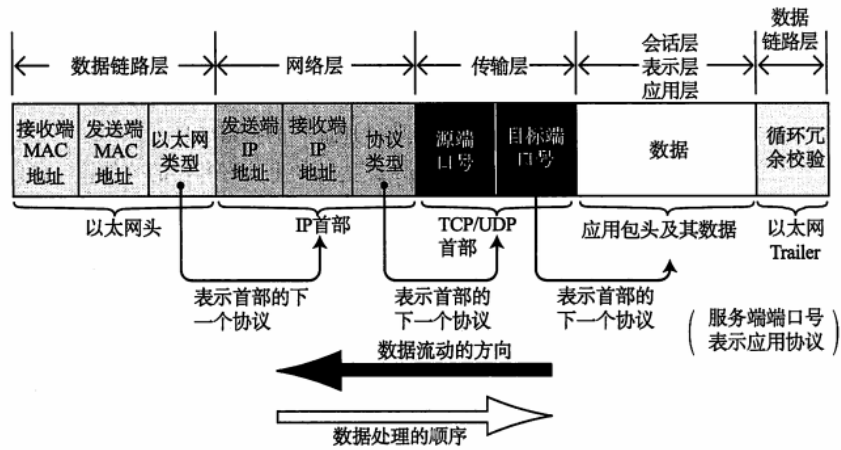 数据链路层
网络层
传输层
会话层
表示层
应用层
数据
链路层
接收端
MAC
地址
发送端
MAC
地址
以太网
类型
发送端
IP
地址
接收端
IP
地址
协议
类型
源端
口号
目标端
口号
数据
循环冗
余校验
以太网头
IP首部
TCP/UDP
首部
应用包头及其数据
以太网
Trailer
表示首部的下
一个协议
表示首部的
下一个协议
表示首部的
下一个协议
(服务端端口号
表示应用协议)
数据流动的方向
数据处理的顺序